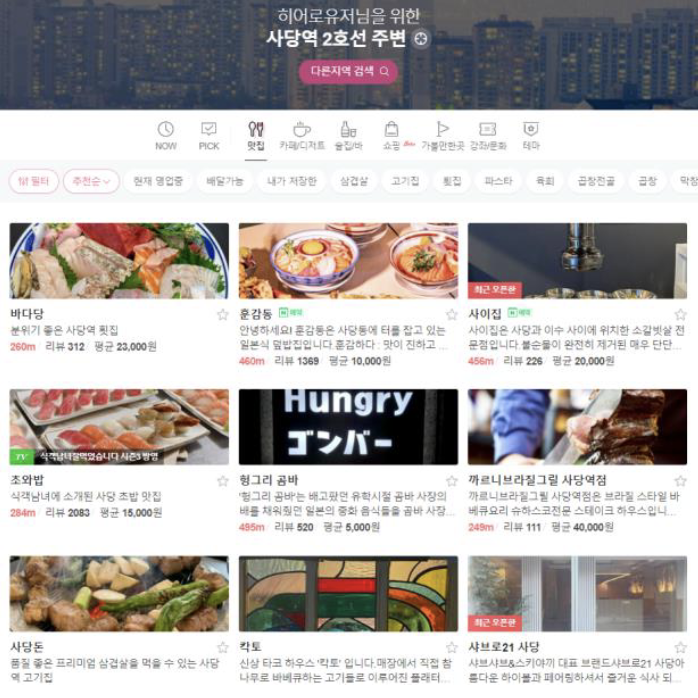 히어로유저님을 위한
사당역 2호선 주변
다른지역 검색
NOW
PICK
맛집
카페/디저트
술집/바
쇼핑
가볼만한곳
강좌/문화
테마
필터
추천순
현재 영업중
배달가능
내가 저장한
삼겹살
고기집
횟집
파스타
육회
곱창전골
곱창
막창
바다당
분위기 좋은 사당역 횟집
260m 리뷰 312 평균 23,000원
훈감동 N예약
안녕하세요! 훈감동은 사당동에 터를 잡고 있는
일본식 덮밥집입니다.훈감하다 : 맛이 진하고 ...
460m 리뷰 1369 평균 10,000원
최근 오픈한
사이집 N예약
사이집은 사당과 이수 사이에 위치한 소갈빗살 전
문점입니다 불순물이 완전히 제거된 매우 단단...
456m 리뷰 226 평균 20,000원
TV 식객남녀잘먹었습니다 시즌3 방영
초와밥
식객남녀에 소개된 사당 초밥 맛집
284m 리뷰 2083 평균 15,000원
Hungry
ゴンバー
헝그리 곰바
'헝그리 곰바'는 배고팠던 유학시절 곰바 사장의
배를 채워줬던 일본의 중화 음식들을 곰바 사장...
495m 리뷰 520 평균 5,000원
까르니브라질그릴 사당역점
까르니브라질그릴 사당역점은 브라질 스타일 바
베큐요리 슈하스코전문 스테이크 하우스입니...
249m 리뷰 111 평균 40,000원
사당돈
품질 좋은 프리미엄 삼겹살을 먹을 수 있는 사당
역 고기집
칵토
신상 타코 하우스 '칵토' 입니다.매장에서 직접 참
나무로 바베큐하는 고기들로 이루어진 플래터...
최근 오픈한
샤브로21 사당
샤브샤브&스키야끼 대표 브랜드샤브로21 사당아
름다운 하이볼과 페어링하셔서 즐거운 식사 되...